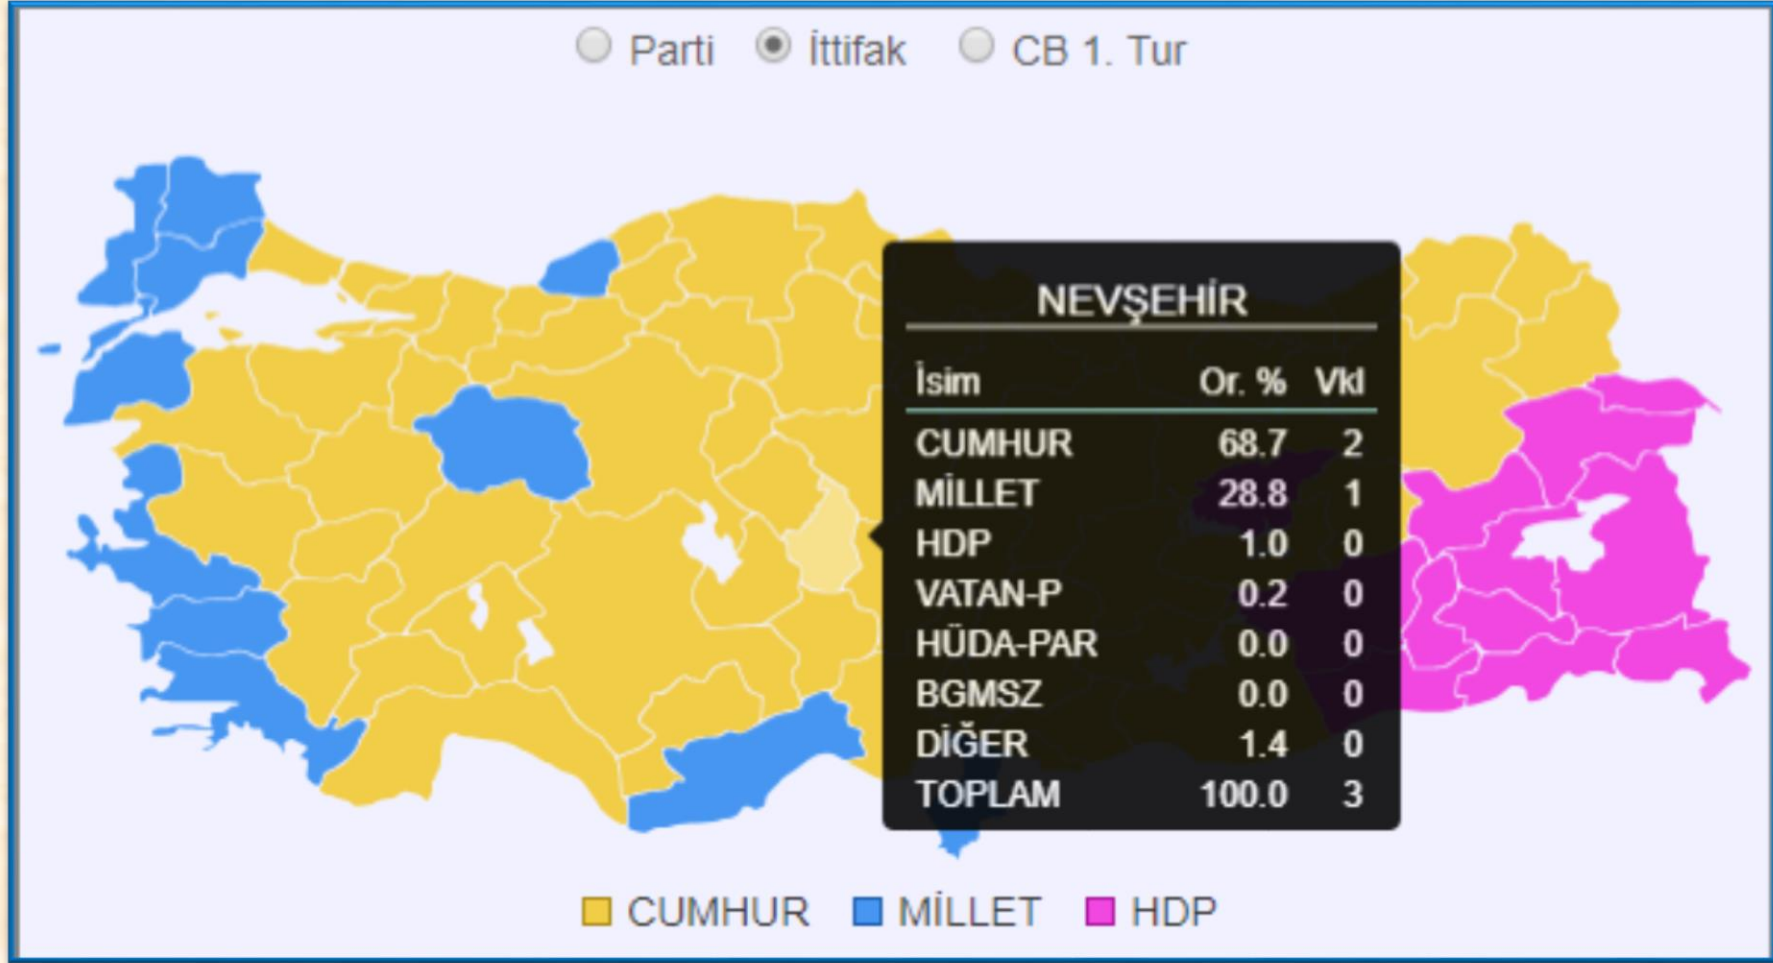 Parti İttifak CB 1. Tur
NEVŞEHİR
İsim Or. % Vkl
CUMHUR 68.7 2
MİLLET 28.8 1
HDP 1.0 0
VATAN-P 0.2 0
HÜDA-PAR 0.0 0
BGMSZ 0.0 0
DİĞER 1.4 0
TOPLAM 100.0 3
CUMHUR MİLLET HDP